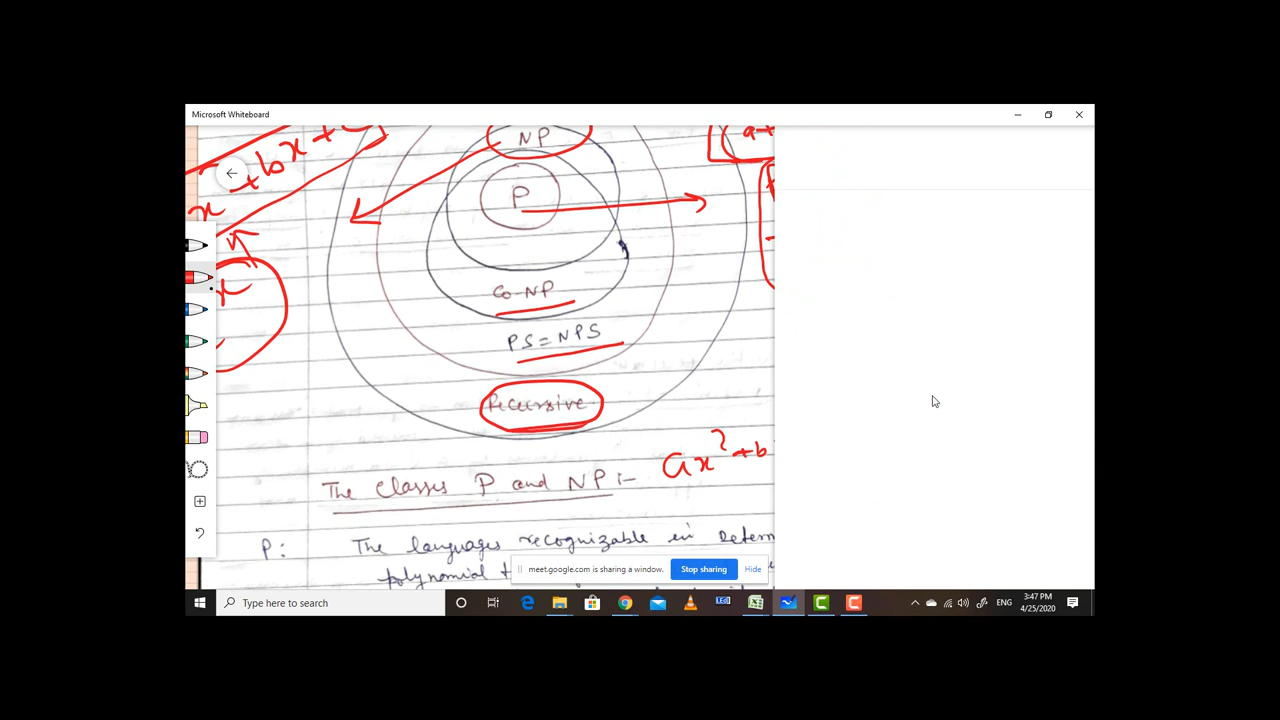 Microsoft Whiteboard
NP
P
Co-NP
PS = NPS
Recursive
ax² + b
The Classes P and NP :-
P: The languages recognizable in
polynomial
meet.google.com is sharing a window.
Stop sharing
Hide
Type here to search
ENG
3:47 PM
4/25/2020